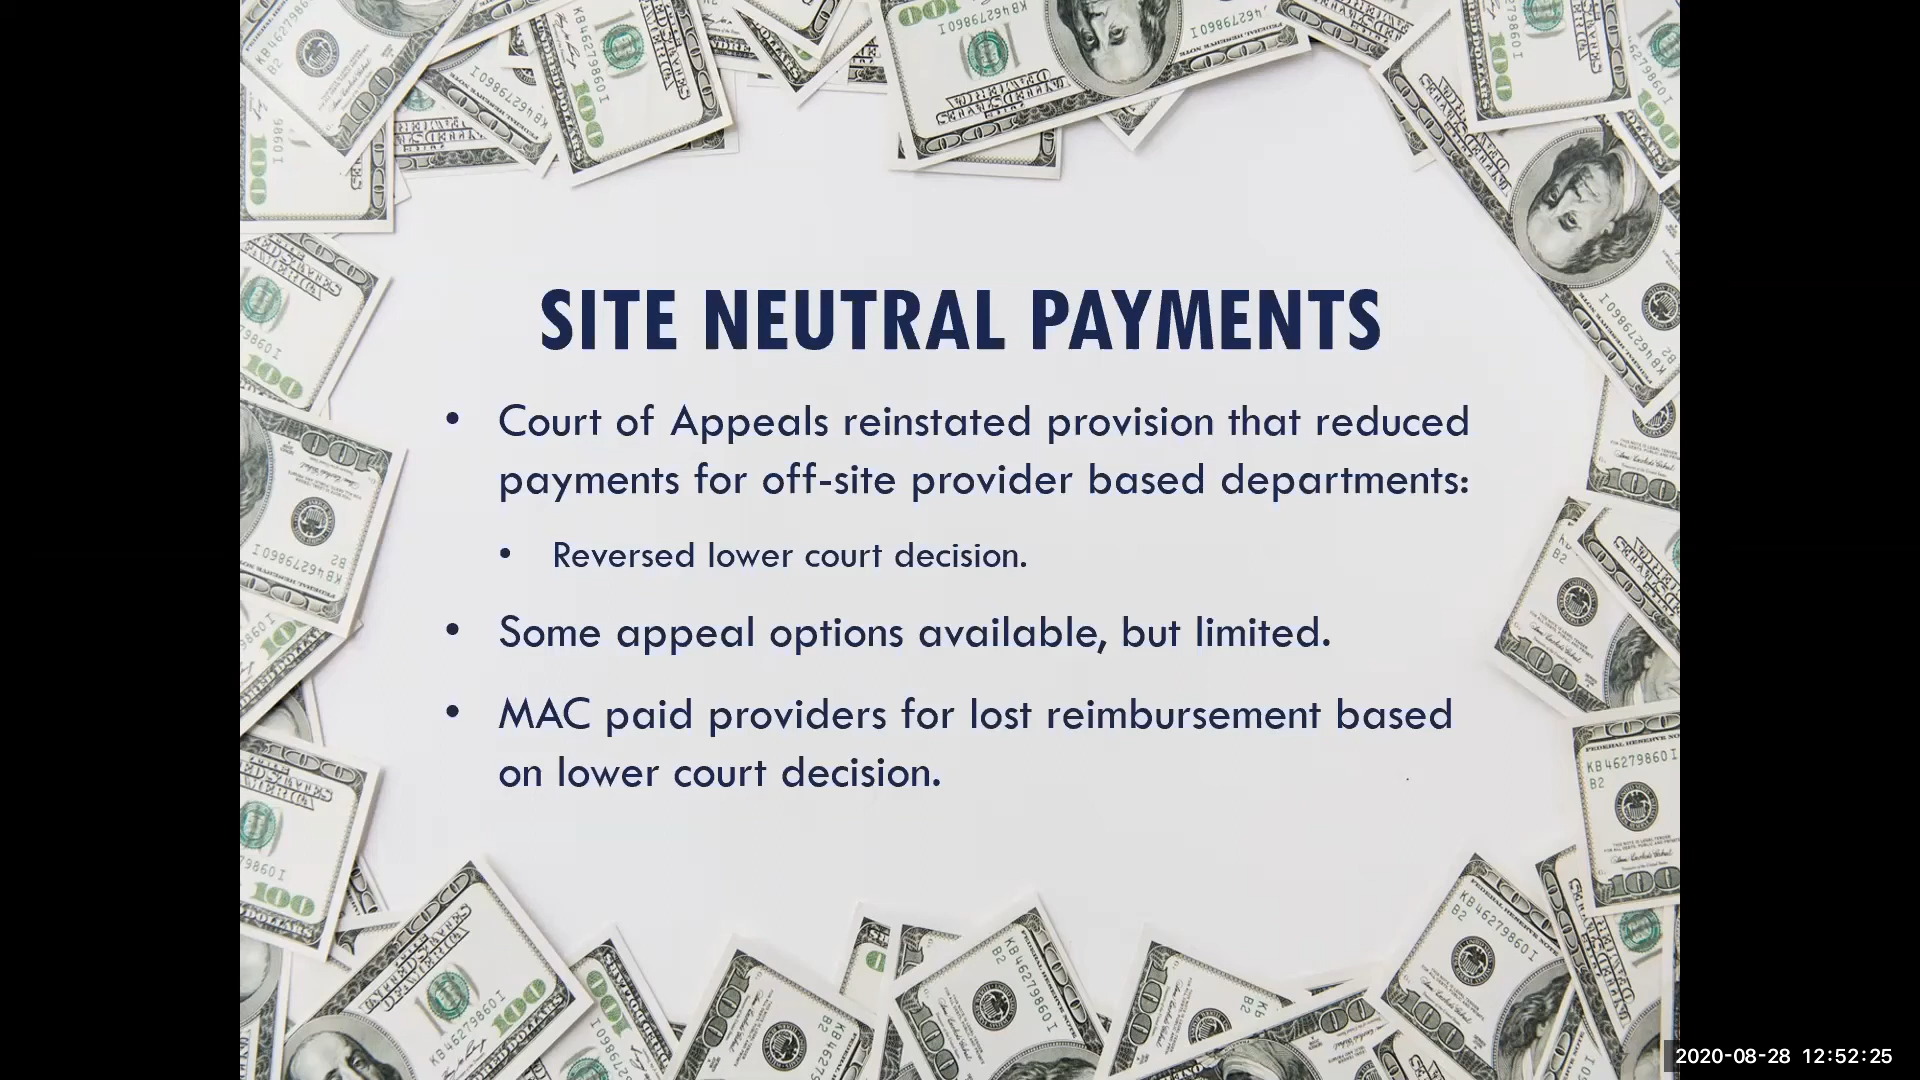 SITE NEUTRAL PAYMENTS
• Court of Appeals reinstated provision that reduced
payments for off-site provider based departments:
• Reversed lower court decision.
• Some appeal options available, but limited.
• MAC paid providers for lost reimbursement based
on lower court decision.
2020-08-28 12:52:25